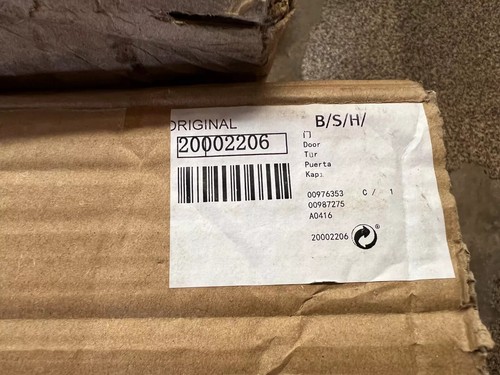 ORIGINAL
20002206
B/S/H/
Door
Tür
Puerta
Kapı
00976353 C / 1
00987275
A0416
20002206